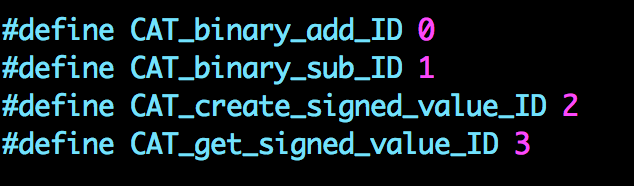 #define CAT_binary_add_ID 0
#define CAT_binary_sub_ID 1
#define CAT_create_signed_value_ID 2
#define CAT_get_signed_value_ID 3